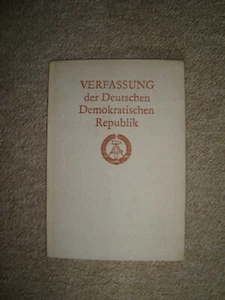 VERFASSUNG
der Deutschen
Demokratischen
Republik